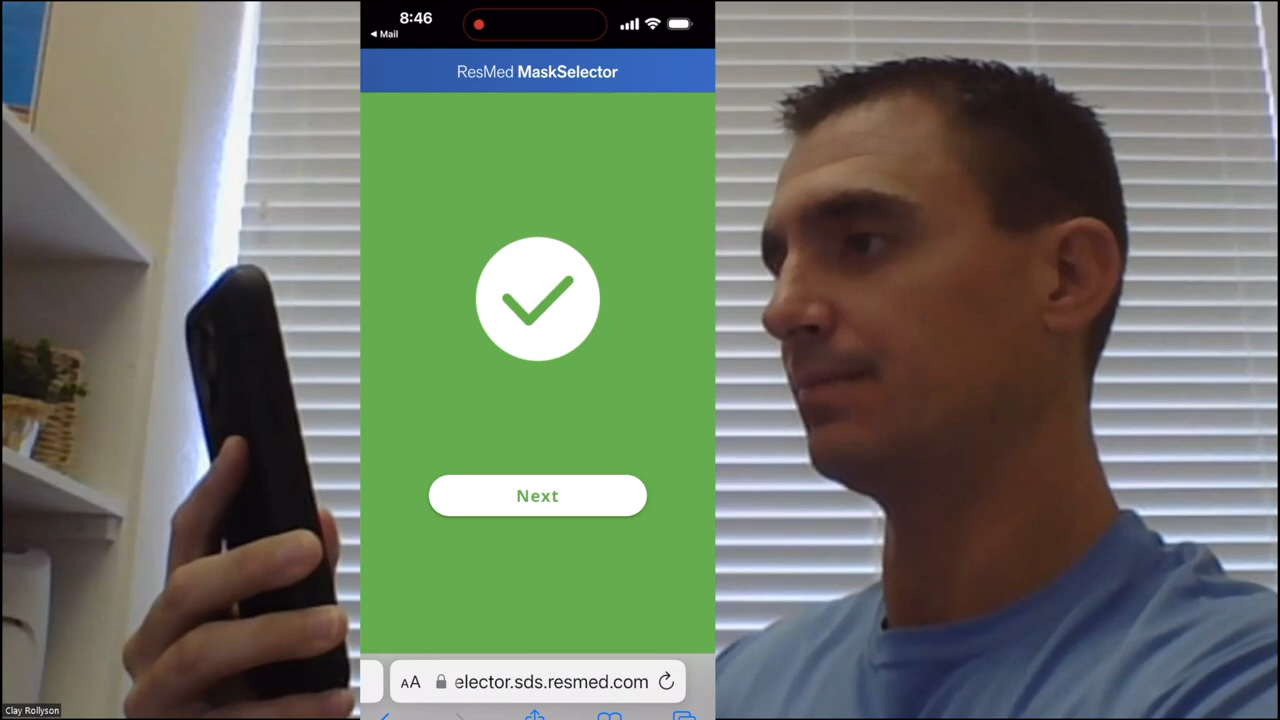 8:46
◀ Mail
ResMed MaskSelector
Next
AA elector.sds.resmed.com
Clay Rollyson